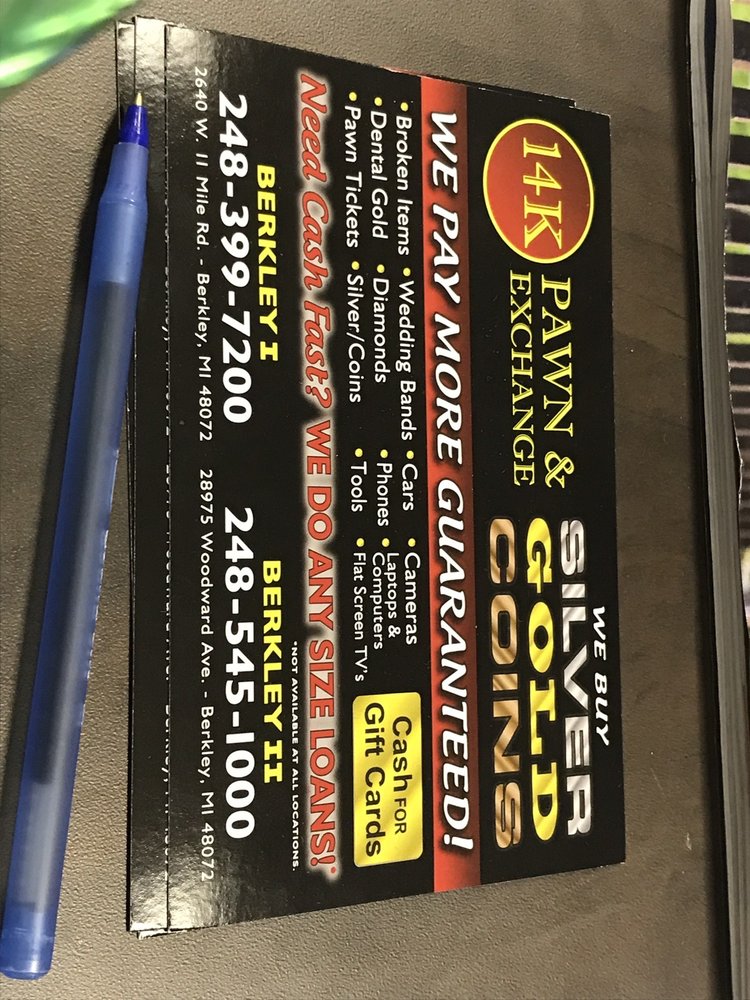 14K PAWN &
EXCHANGE
WE BUY
SILVER
GOLD
COINS
WE PAY MORE GUARANTEED!
• Broken Items • Wedding Bands • Cars • Cameras
• Dental Gold • Diamonds • Phones • Laptops & Computers
• Pawn Tickets • Silver/Coins • Tools • Flat Screen TV's
Cash FOR
Gift Cards
Need Cash Fast? WE DO ANY SIZE LOANS!*
*NOT AVAILABLE AT ALL LOCATIONS.
BERKLEY I
248-399-7200
2640 W. 11 Mile Rd. - Berkley, MI 48072
BERKLEY II
248-545-1000
28975 Woodward Ave. - Berkley, MI 48072